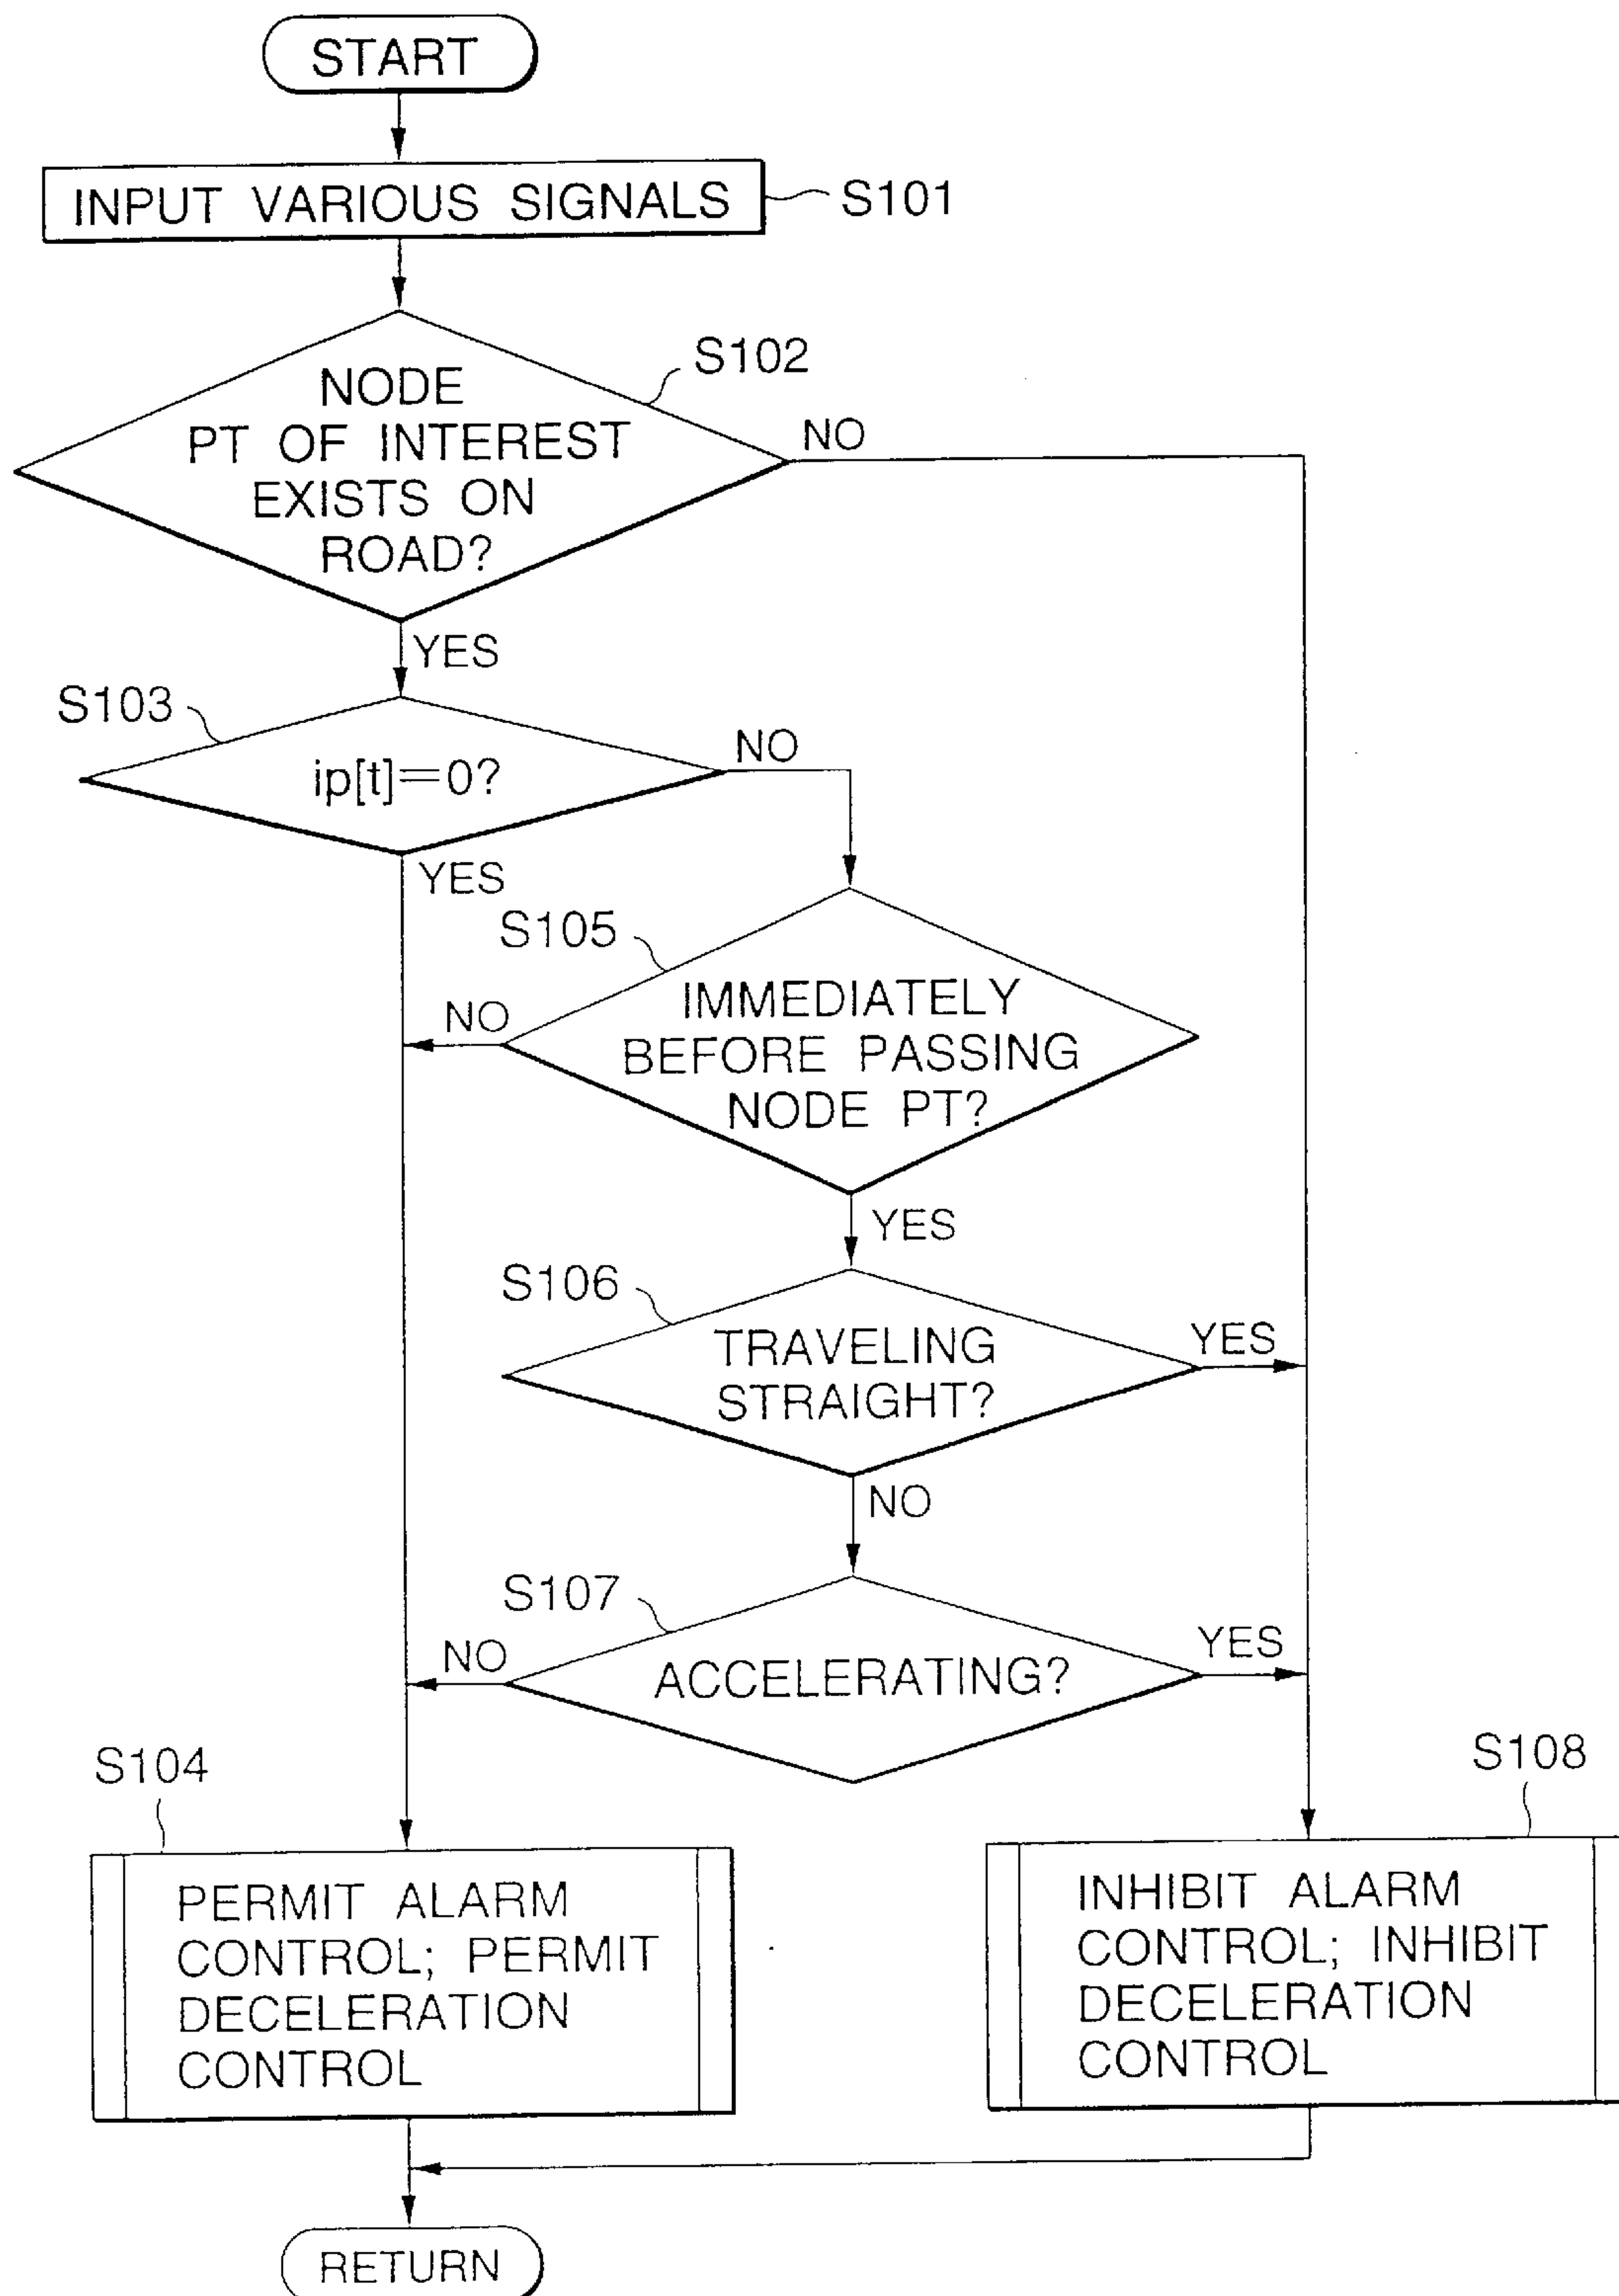 START
INPUT VARIOUS SIGNALS
S101
S102
NODE
PT OF INTEREST
EXISTS ON
ROAD?
NO
YES
S103
ip[t]=0?
NO
YES
S105
IMMEDIATELY
BEFORE PASSING
NODE PT?
NO
YES
S106
TRAVELING
STRAIGHT?
YES
NO
S107
ACCELERATING?
NO
YES
S104
PERMIT ALARM
CONTROL; PERMIT
DECELERATION
CONTROL
S108
INHIBIT ALARM
CONTROL; INHIBIT
DECELERATION
CONTROL
RETURN